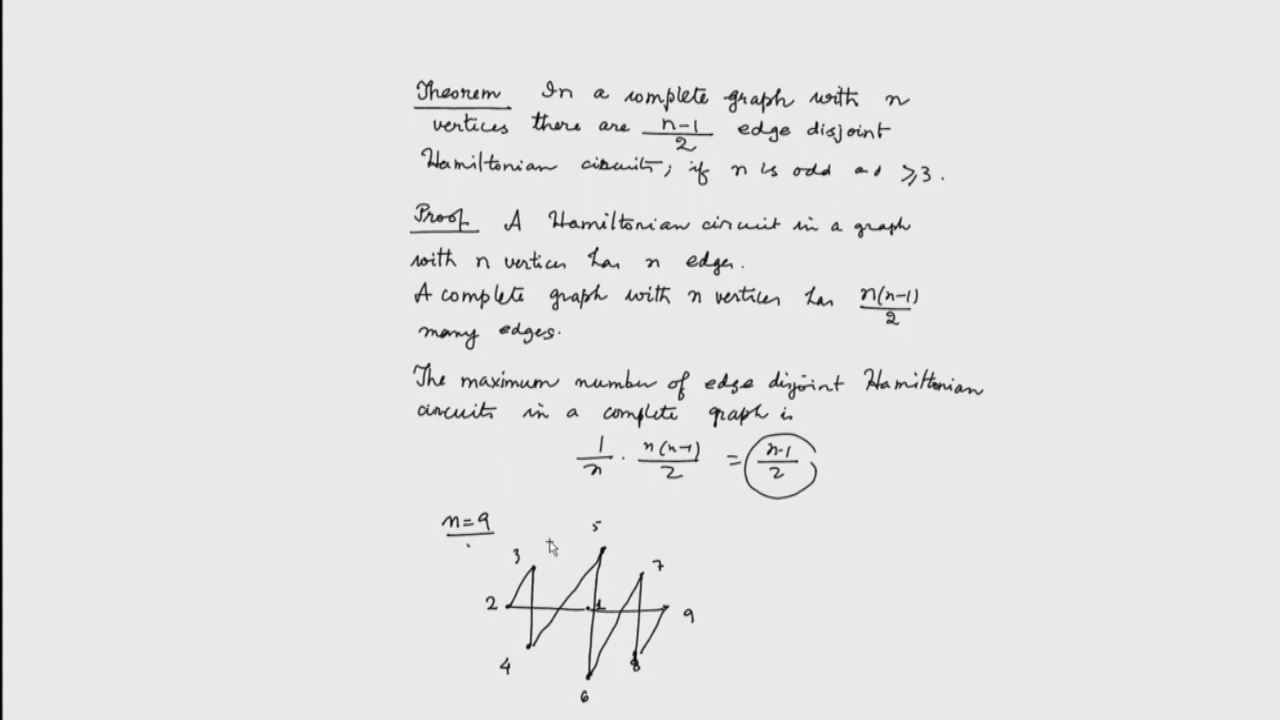 Theorem In a complete graph with n
vertices there are (n-1)/2 edge disjoint
Hamiltonian circuits, if n is odd and ⩾3.
Proof A Hamiltonian circuit in a graph
with n vertices has n edges.
A complete graph with n vertices has n(n-1)/2
many edges.
The maximum number of edge disjoint Hamiltonian
circuits in a complete graph is
1/n · n(n-1)/2 = (n-1)/2
n=9
5
3
7
2
1
9
4
8
6